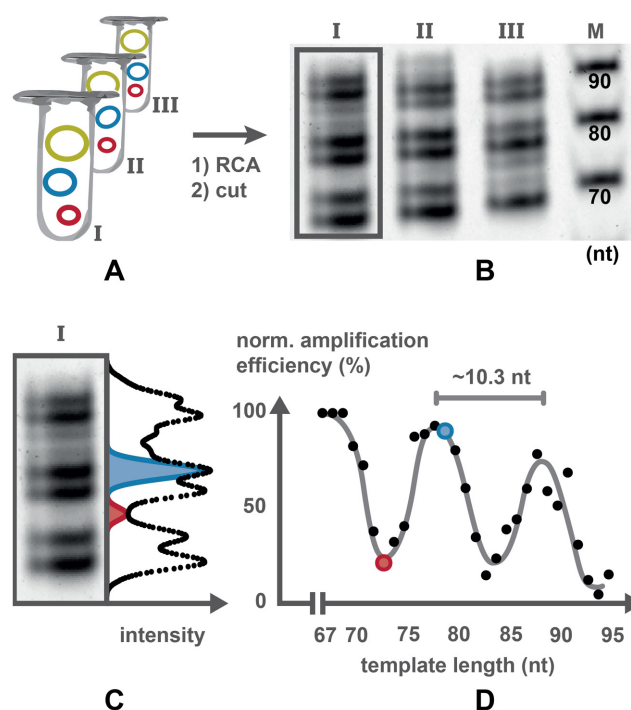 I
II
III
M
III
II
I
1) RCA
2) cut
90
80
70
(nt)
A
B
I
norm. amplification
efficiency (%)
~10.3 nt
100
50
0
intensity
67 70 75 80 85 90 95
template length (nt)
C
D